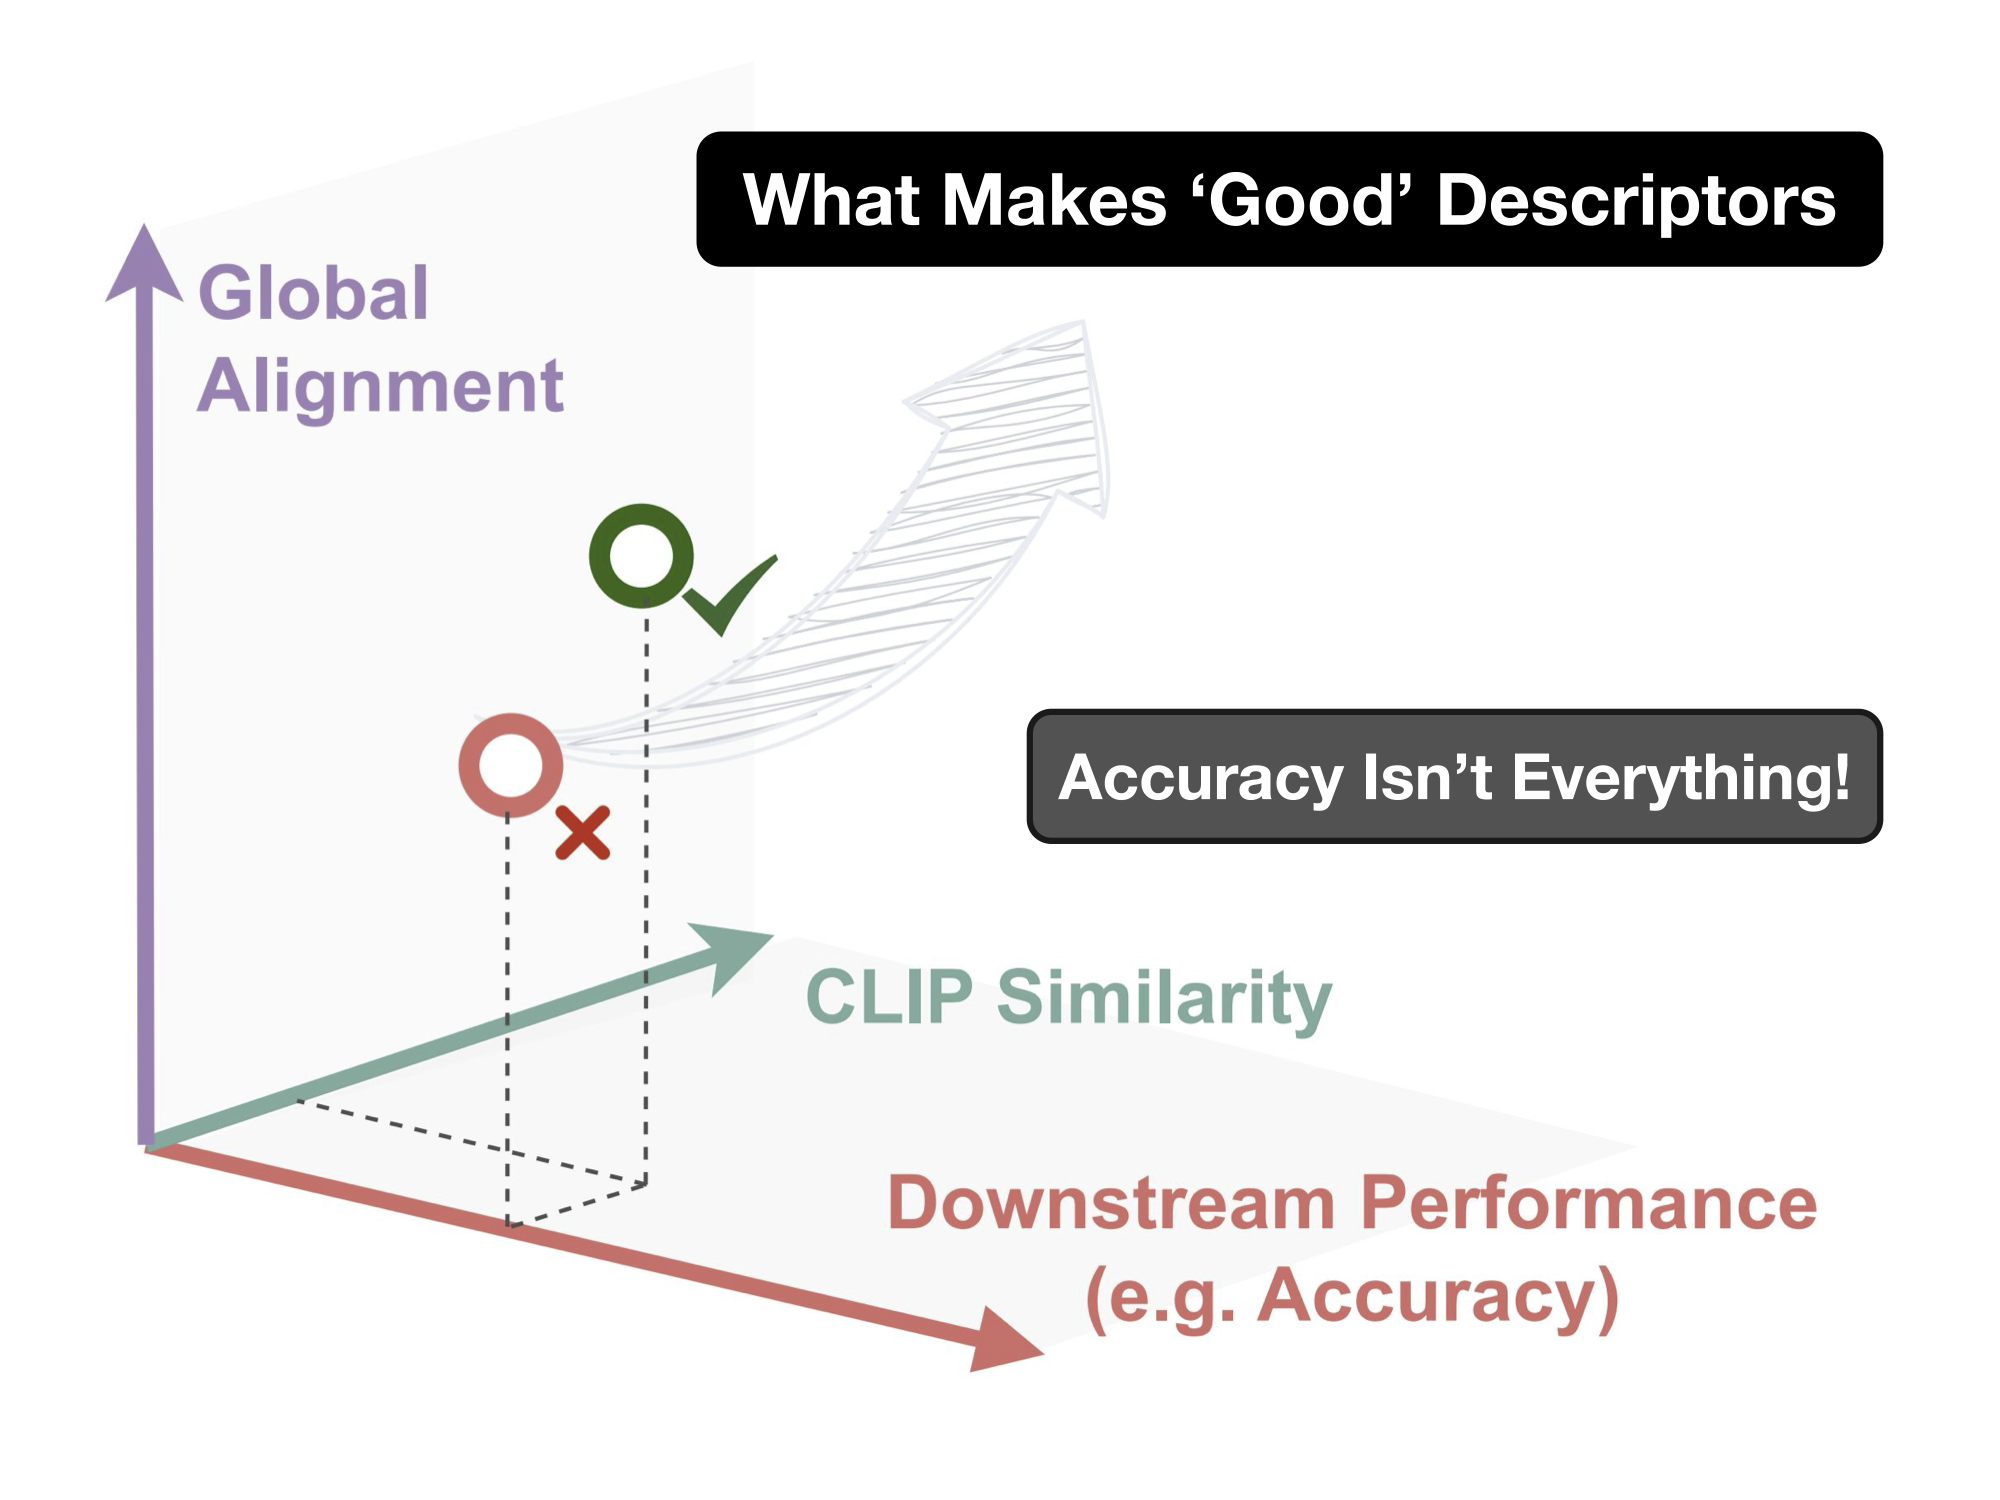 What Makes ‘Good’ Descriptors
Global
Alignment
Accuracy Isn’t Everything!
CLIP Similarity
Downstream Performance
(e.g. Accuracy)